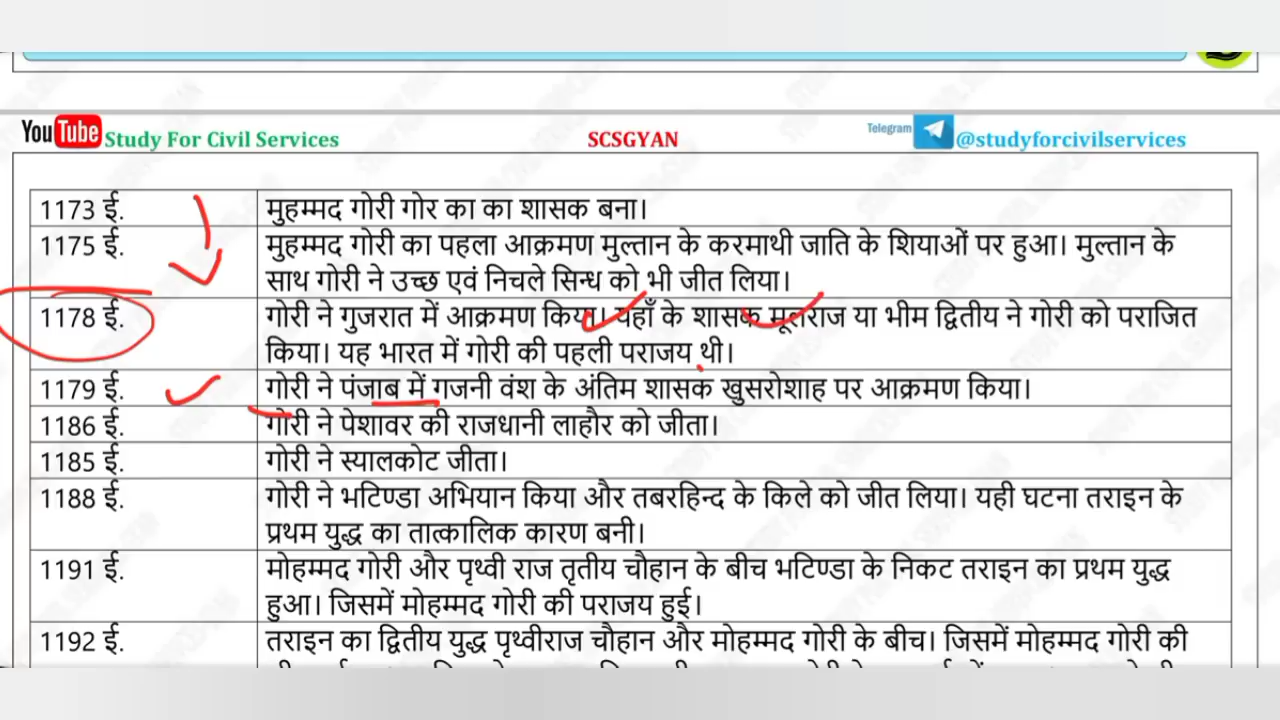 YouTube Study For Civil Services SCSGYAN Telegram @studyforcivilservices
1173 ई. मुहम्मद गोरी गोर का का शासक बना।
1175 ई. मुहम्मद गोरी का पहला आक्रमण मुल्तान के करमाथी जाति के शियाओं पर हुआ। मुल्तान के
साथ गोरी ने उच्छ एवं निचले सिन्ध को भी जीत लिया।
1178 ई. गोरी ने गुजरात में आक्रमण किया। यहाँ के शासक मूलराज या भीम द्वितीय ने गोरी को पराजित
किया। यह भारत में गोरी की पहली पराजय थी।
1179 ई. गोरी ने पंजाब में गजनी वंश के अंतिम शासक खुसरोशाह पर आक्रमण किया।
1186 ई. गोरी ने पेशावर की राजधानी लाहौर को जीता।
1185 ई. गोरी ने स्यालकोट जीता।
1188 ई. गोरी ने भटिण्डा अभियान किया और तबरहिन्द के किले को जीत लिया। यही घटना तराइन के
प्रथम युद्ध का तात्कालिक कारण बनी।
1191 ई. मोहम्मद गोरी और पृथ्वी राज तृतीय चौहान के बीच भटिण्डा के निकट तराइन का प्रथम युद्ध
हुआ। जिसमें मोहम्मद गोरी की पराजय हुई।
1192 ई. तराइन का द्वितीय युद्ध पृथ्वीराज चौहान और मोहम्मद गोरी के बीच। जिसमें मोहम्मद गोरी की